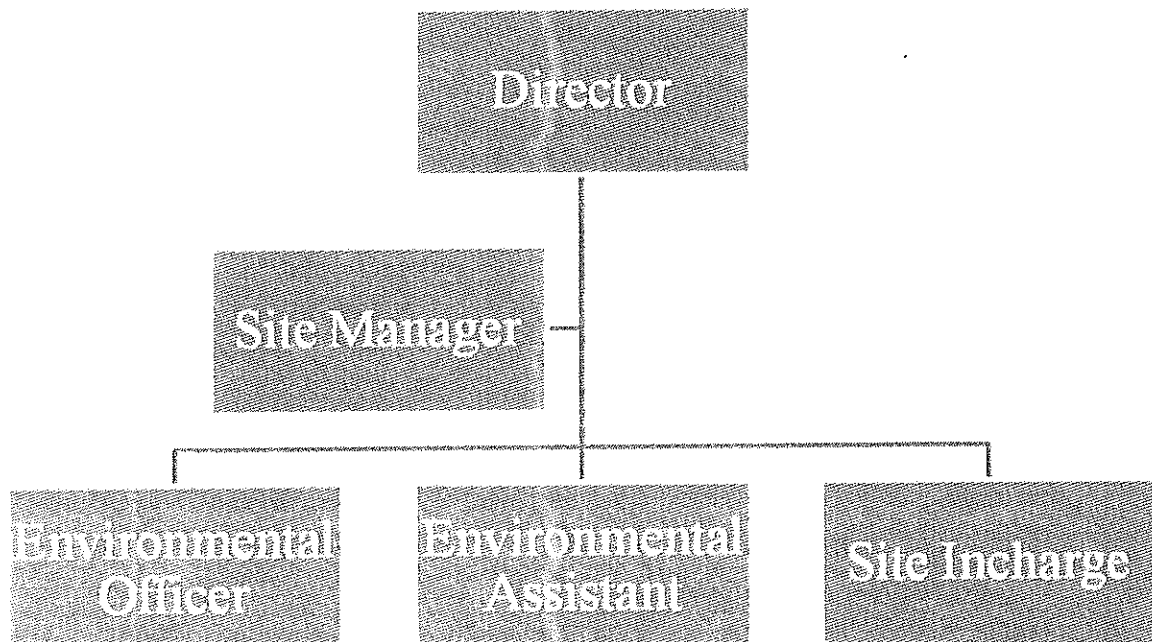 Director
Site Manager
Environmental
Officer
Environmental
Assistant
Site Incharge